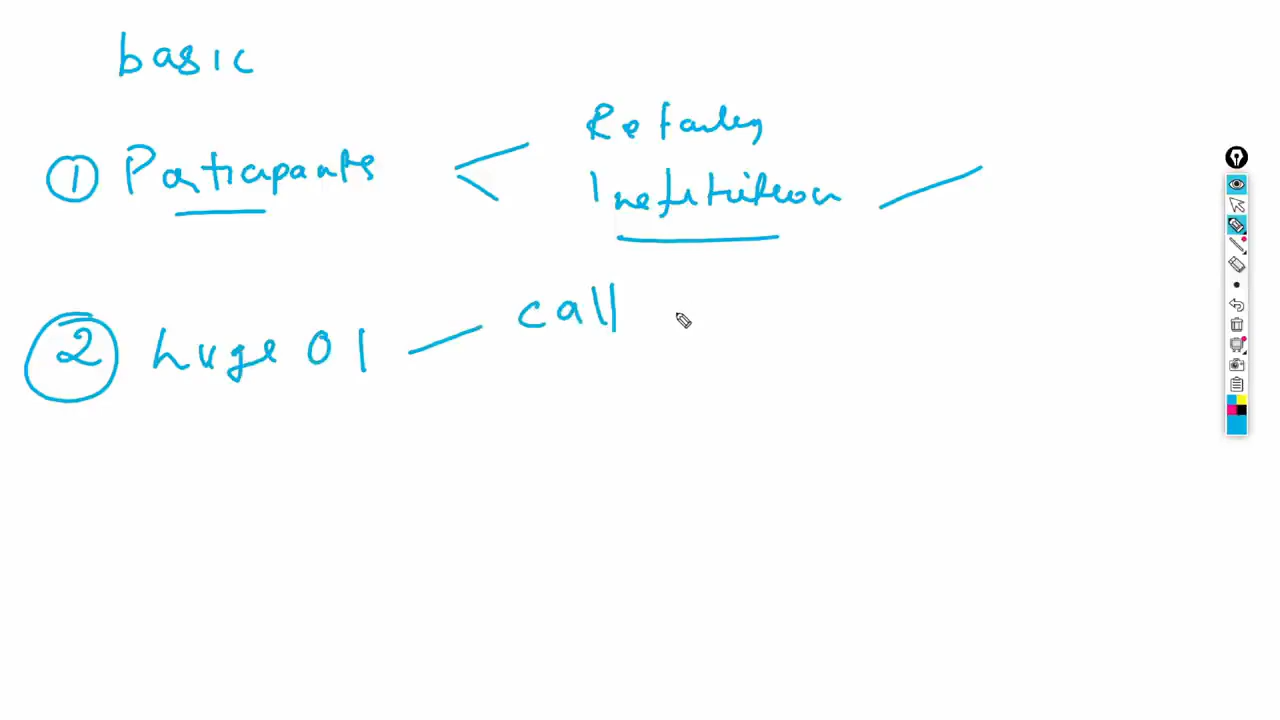 basic
① Participants
Retailer
Institution
② huge OI
call